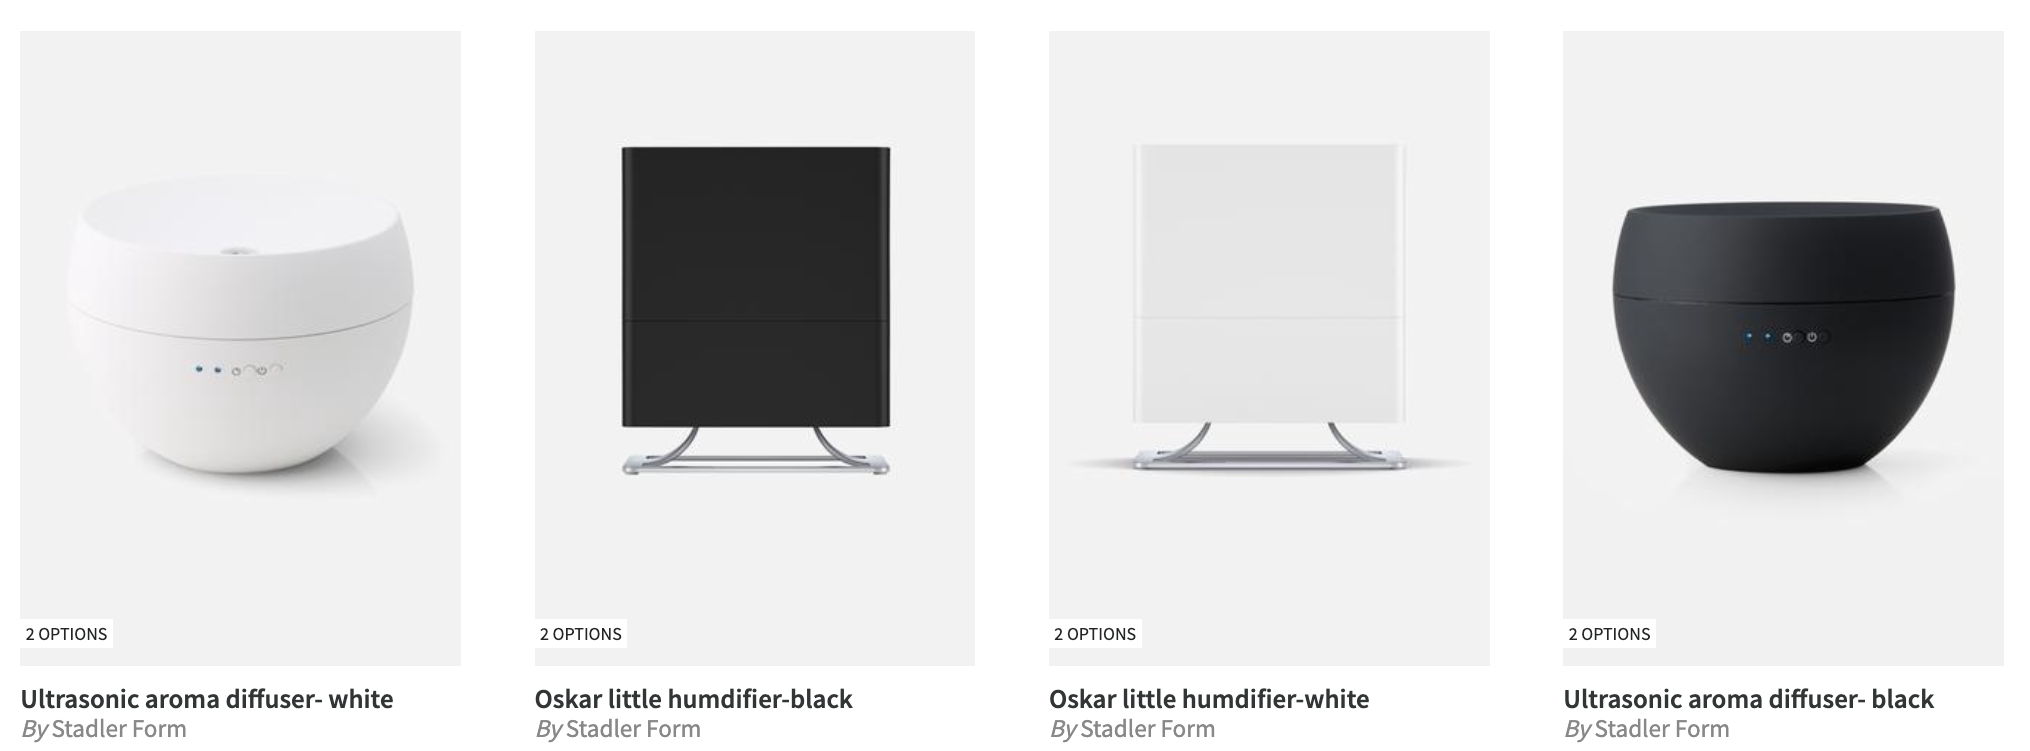 2 OPTIONS
Ultrasonic aroma diffuser- white
By Stadler Form
2 OPTIONS
Oskar little humdifier-black
By Stadler Form
2 OPTIONS
Oskar little humdifier-white
By Stadler Form
2 OPTIONS
Ultrasonic aroma diffuser- black
By Stadler Form